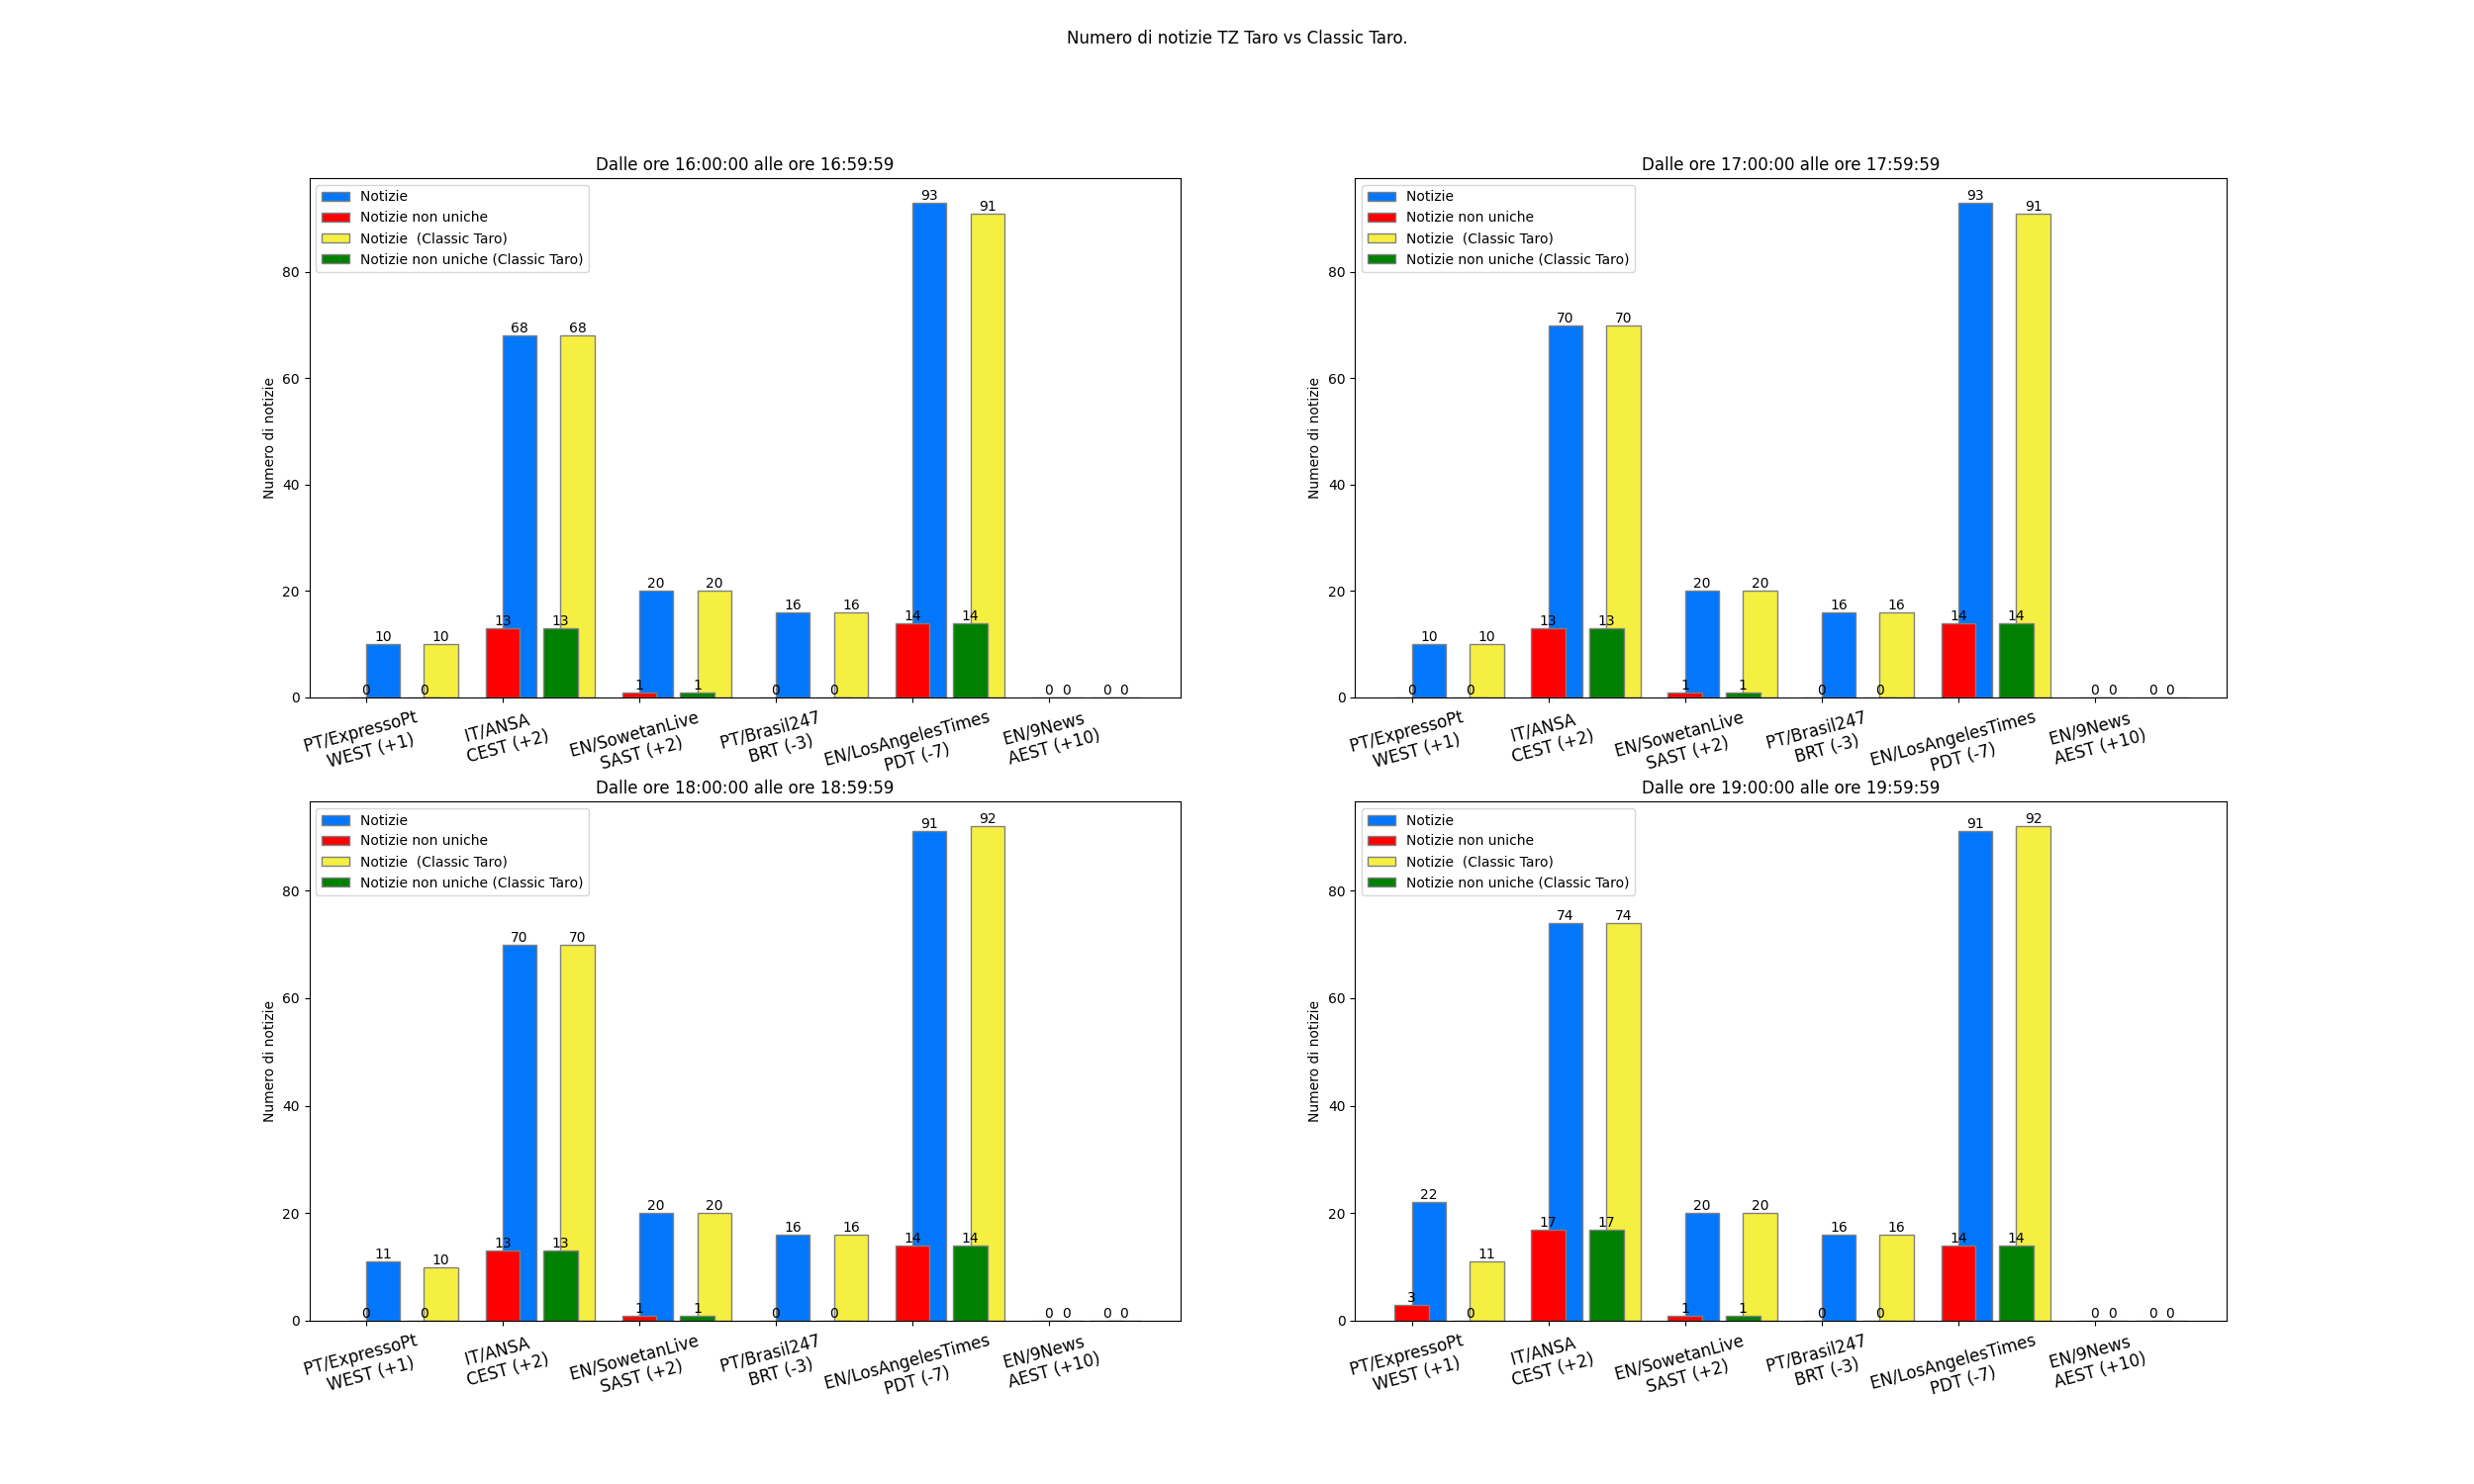 Numero di notizie TZ Taro vs Classic Taro.
Dalle ore 16:00:00 alle ore 16:59:59
Notizie
Notizie non uniche
Notizie  (Classic Taro)
Notizie non uniche (Classic Taro)
Numero di notizie
80
60
40
20
0
93
91
68
68
20
20
16
16
13
13
14
14
10
10
0
0
1
1
0
0
0
0
0
0
PT/ExpressoPt
WEST (+1)
IT/ANSA
CEST (+2)
EN/SowetanLive
SAST (+2)
PT/Brasil247
BRT (-3)
EN/LosAngelesTimes
PDT (-7)
EN/9News
AEST (+10)
Dalle ore 17:00:00 alle ore 17:59:59
Notizie
Notizie non uniche
Notizie  (Classic Taro)
Notizie non uniche (Classic Taro)
Numero di notizie
80
60
40
20
0
93
91
70
70
20
20
16
16
13
13
14
14
10
10
0
0
1
1
0
0
0
0
0
0
PT/ExpressoPt
WEST (+1)
IT/ANSA
CEST (+2)
EN/SowetanLive
SAST (+2)
PT/Brasil247
BRT (-3)
EN/LosAngelesTimes
PDT (-7)
EN/9News
AEST (+10)
Dalle ore 18:00:00 alle ore 18:59:59
Notizie
Notizie non uniche
Notizie  (Classic Taro)
Notizie non uniche (Classic Taro)
Numero di notizie
80
60
40
20
0
91
92
70
70
20
20
16
16
13
13
14
14
11
10
0
0
1
1
0
0
0
0
0
0
PT/ExpressoPt
WEST (+1)
IT/ANSA
CEST (+2)
EN/SowetanLive
SAST (+2)
PT/Brasil247
BRT (-3)
EN/LosAngelesTimes
PDT (-7)
EN/9News
AEST (+10)
Dalle ore 19:00:00 alle ore 19:59:59
Notizie
Notizie non uniche
Notizie  (Classic Taro)
Notizie non uniche (Classic Taro)
Numero di notizie
80
60
40
20
0
91
92
74
74
22
20
20
16
16
17
17
14
14
11
3
0
1
1
0
0
0
0
0
0
PT/ExpressoPt
WEST (+1)
IT/ANSA
CEST (+2)
EN/SowetanLive
SAST (+2)
PT/Brasil247
BRT (-3)
EN/LosAngelesTimes
PDT (-7)
EN/9News
AEST (+10)